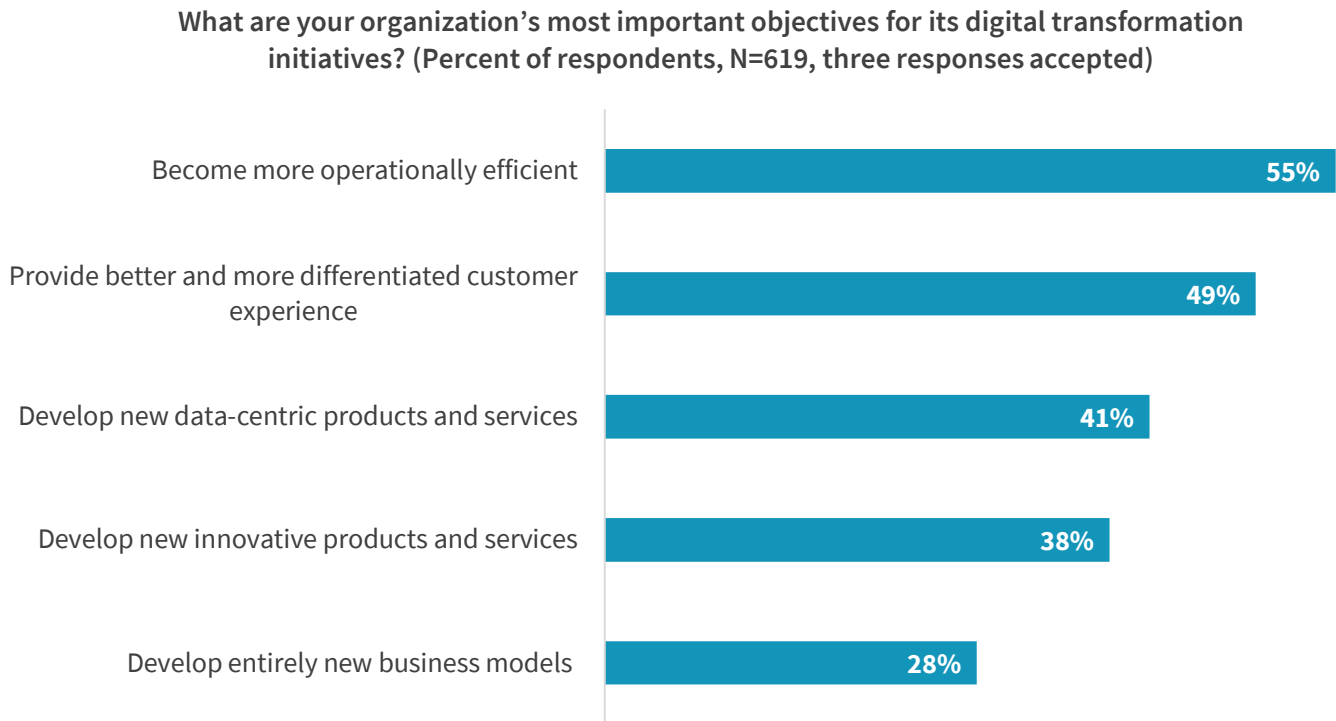 What are your organization’s most important objectives for its digital transformation
initiatives? (Percent of respondents, N=619, three responses accepted)
Become more operationally efficient
55%
Provide better and more differentiated customer
experience
49%
Develop new data-centric products and services
41%
Develop new innovative products and services
38%
Develop entirely new business models
28%